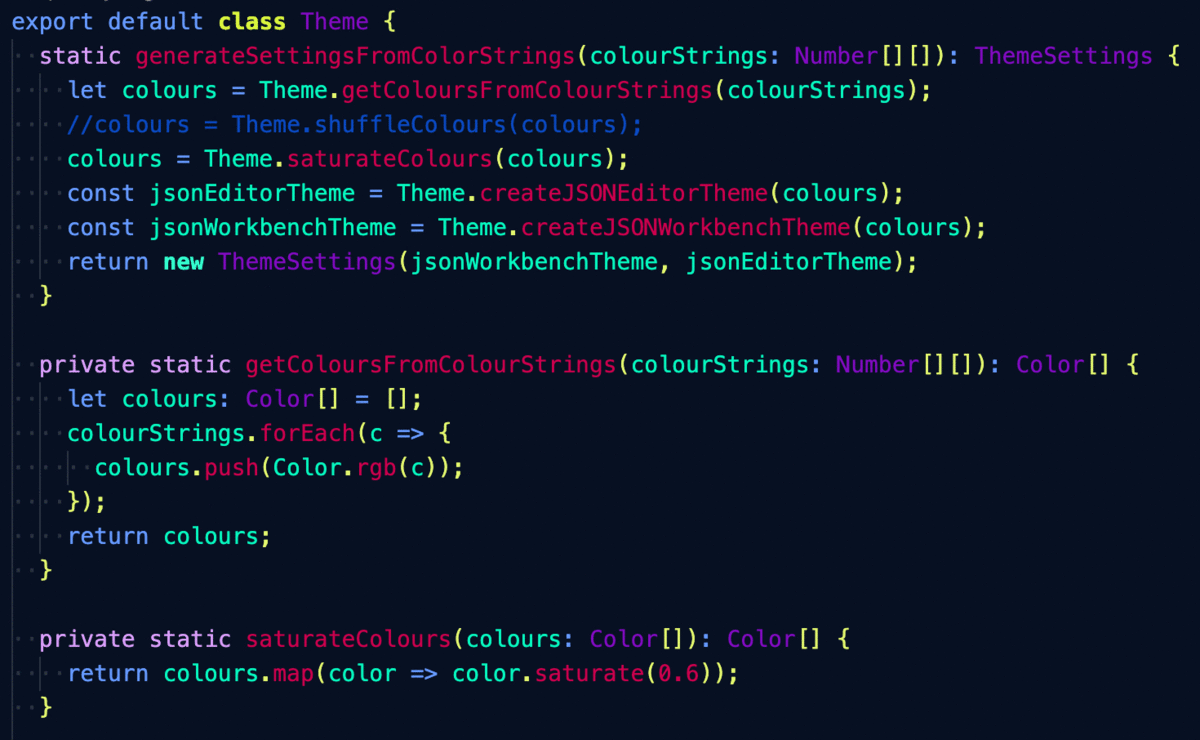 export default class Theme {
static generateSettingsFromColorStrings(colourStrings: Number[][]): ThemeSettings {
let colours = Theme.getColoursFromColourStrings(colourStrings);
//colours = Theme.shuffleColours(colours);
colours = Theme.saturateColours(colours);
const jsonEditorTheme = Theme.createJSONEditorTheme(colours);
const jsonWorkbenchTheme = Theme.createJSONWorkbenchTheme(colours);
return new ThemeSettings(jsonWorkbenchTheme, jsonEditorTheme);
}
private static getColoursFromColourStrings(colourStrings: Number[][]): Color[] {
let colours: Color[] = [];
colourStrings.forEach(c => {
colours.push(Color.rgb(c));
});
return colours;
}
private static saturateColours(colours: Color[]): Color[] {
return colours.map(color => color.saturate(0.6));
}